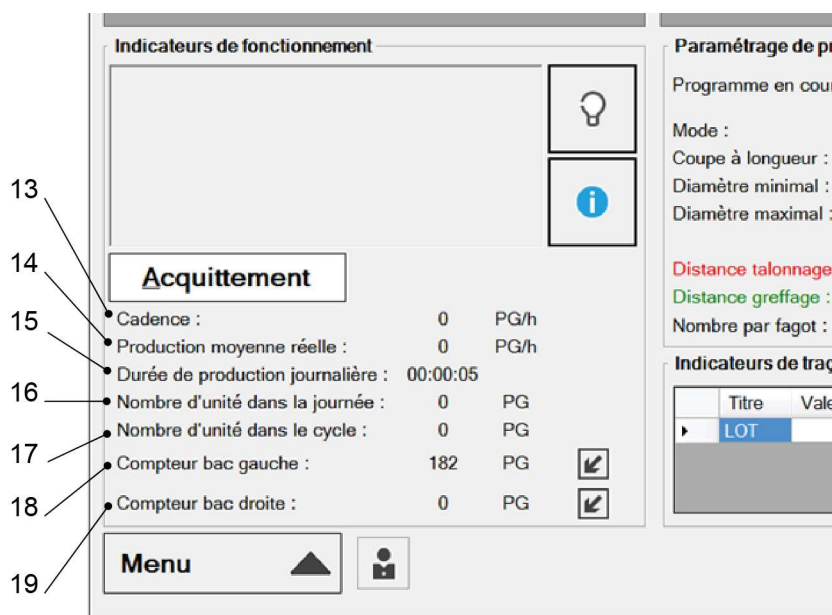 Indicateurs de fonctionnement
i
Acquittement
13
Cadence : 0 PG/h
14
Production moyenne réelle : 0 PG/h
15
Durée de production journalière : 00:00:05
16
Nombre d'unité dans la journée : 0 PG
17
Nombre d'unité dans le cycle : 0 PG
18
Compteur bac gauche : 182 PG
19
Compteur bac droite : 0 PG
Menu
Paramétrage de pr
Programme en cour
Mode :
Coupe à longueur :
Diamètre minimal :
Diamètre maximal :
Distance talonnage
Distance greffage :
Nombre par fagot :
Indicateurs de traç
Titre Vale
LOT